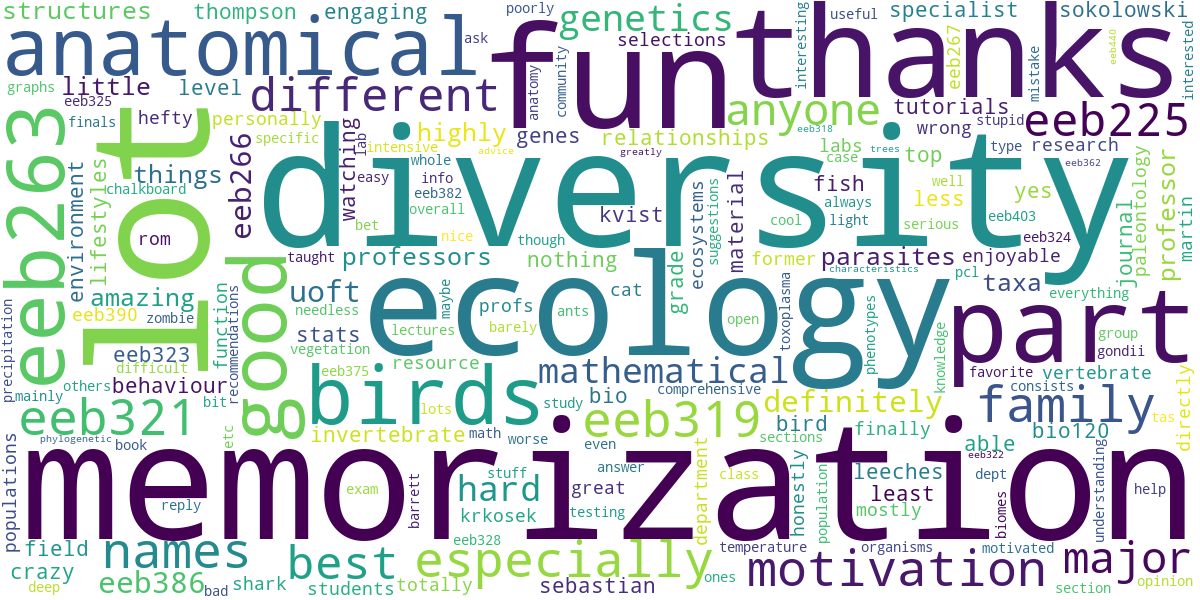 structures
thompson
engaging
poorly
genetics
interesting
specialist
sokolowski
anatomical
ask
fun
selections
thanks
eeb267
eeb440
interested
graphs
little
level
different
anatomy
community
mistake
eeb325
hefty
personally
anyone
tutorials
eeb225
finals
specific
watching
lab
intensive
highly
genes
relationships
eeb318
labs
wrong
stupid
eeb263
lot
eeb266
whole
advice
greatly
case
trees
top
type
research
things
easy
info
eeb362
environment
lifestyles
chalkboard
diversity
eeb382
fish
always
less
well
yes
journal
paleontology
professor
martin
overall
kvist
suggestions
material
cool
light
serious
eeb403
rom
bet
nice
ecosystems
eeb324
good
taught
professors
though
nothing
former
parasites
enjoyable
characteristics
pcl
taxa
everything
precipitation
amazing
function
recommendations
uoft
ecology
maybe
profs
cat
grade
toxoplasma
phenotypes
part
eeb390
zombie
needless
stats
lectures
barely
ants
open
knowledge
group
eeb323
vegetation
gondii
difficult
resource
favorite
vertebrate
directly
others
behaviour
eeb375
mathematical
comprehensive
consists
mainly
bit
birds
lots
study
bio
definitely
family
eeb321
eeb319
tas
phylogenetic
book
etc
invertebrate
math
worse
even
sections
bird
finally
able
bio120
populations
memorization
stuff
answer
department
class
eeb322
dept
exam
hard
great
honestly
population
leeches
least
biomes
understanding
help
reply
barrett
krkosek
testing
mostly
field
names
eeb328
temperature
organisms
motivated
crazy
best
especially
ones
motivation
major
deep
eeb386
bad
shark
students
totally
sebastian
section
opinion